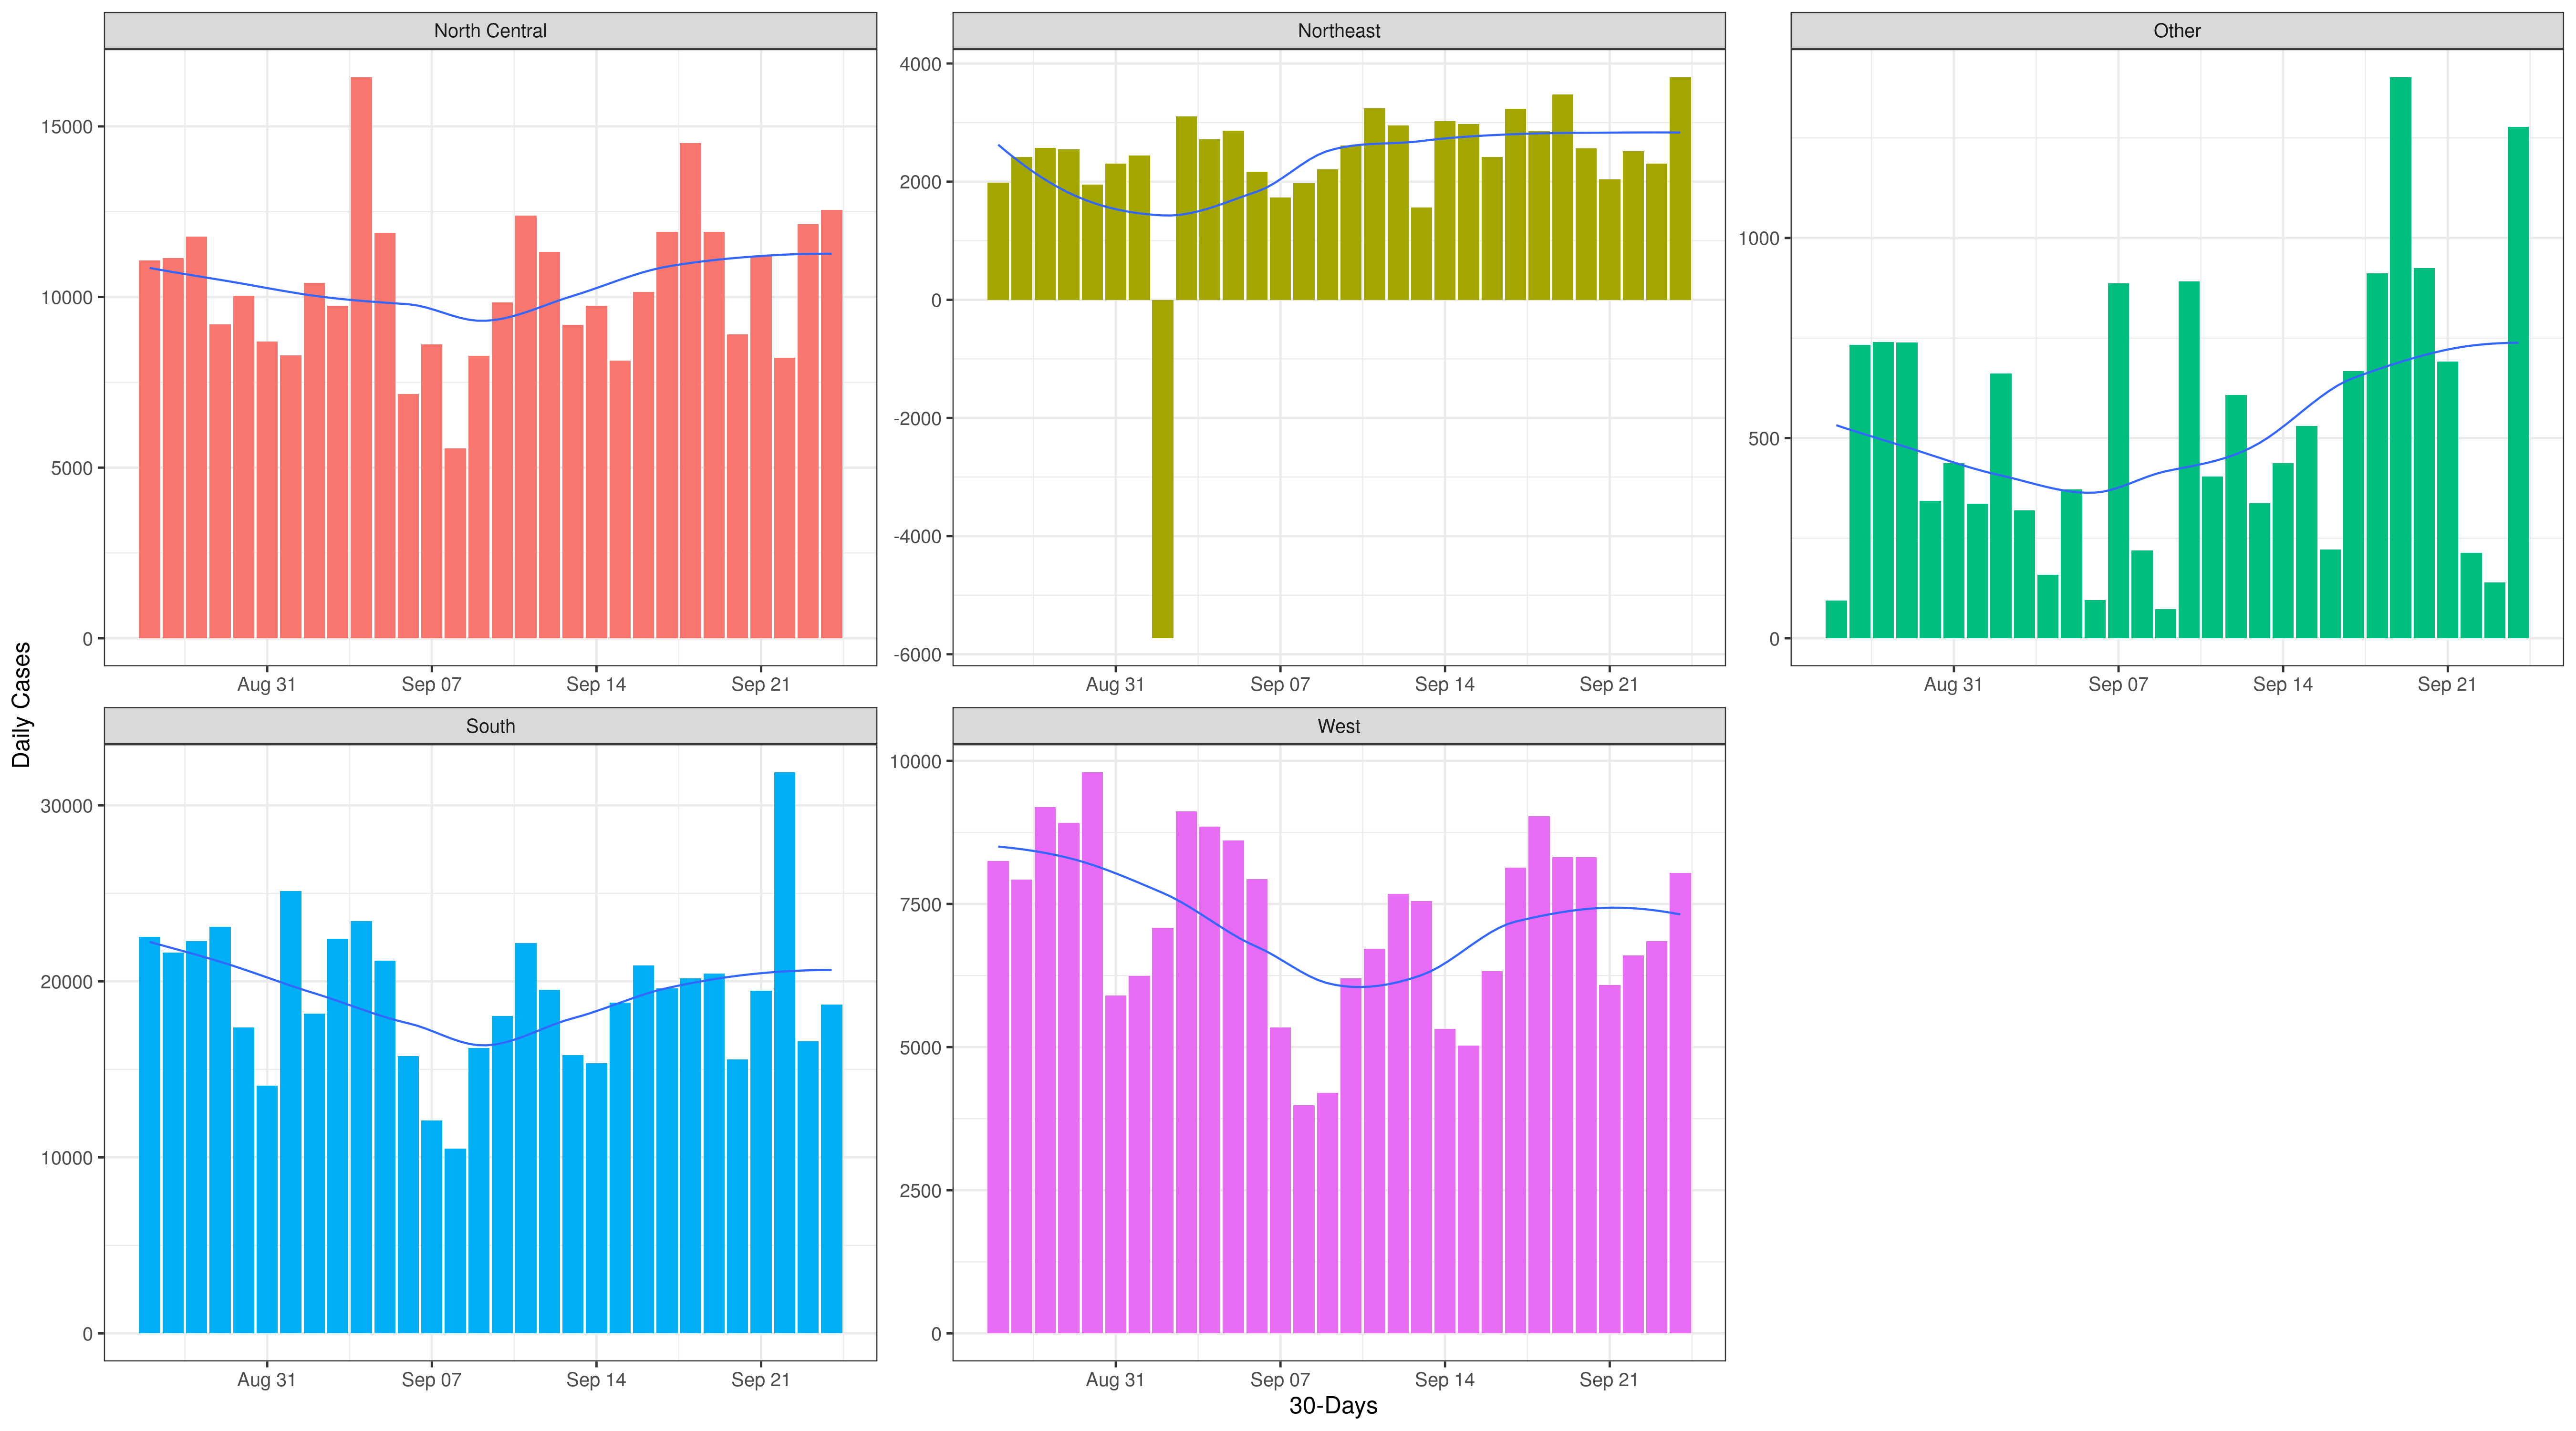 North Central
15000
10000
5000
0
Aug 31 Sep 07 Sep 14 Sep 21
Northeast
4000
2000
0
-2000
-4000
-6000
Aug 31 Sep 07 Sep 14 Sep 21
Other
1000
500
0
Aug 31 Sep 07 Sep 14 Sep 21
Daily Cases
South
30000
20000
10000
0
Aug 31 Sep 07 Sep 14 Sep 21
West
10000
7500
5000
2500
0
Aug 31 Sep 07 Sep 14 Sep 21
30-Days